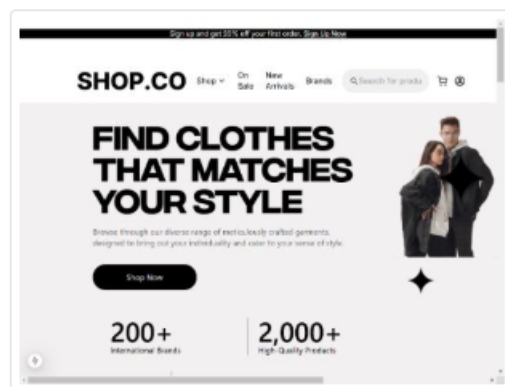 Sign up and get 55% off your first order. Sign Up Now
SHOP.CO
Shop
On Sale
New Arrivals
Brands
Search for produ
FIND CLOTHES
THAT MATCHES
YOUR STYLE
Browse through our diverse range of meticulously crafted garments,
designed to bring out your individuality and cater to your sense of style.
Shop Now
200+
International Brands
2,000+
High-Quality Products